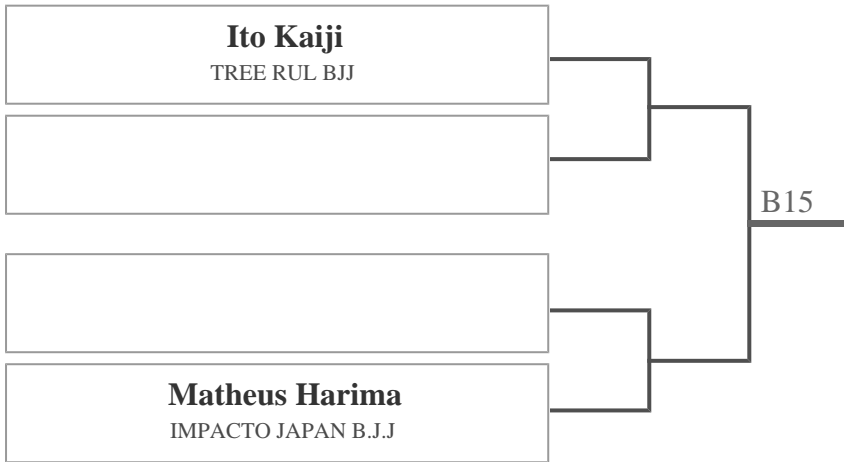 Ito Kaiji
TREE RUL BJJ
B15
Matheus Harima
IMPACTO JAPAN B.J.J